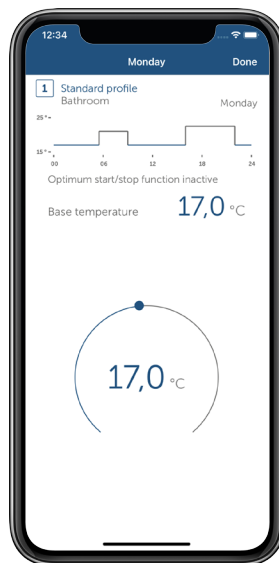 12:34
Monday
Done
1
Standard profile
Bathroom
Monday
25 °
15 °
00 06 12 18 24
Optimum start/stop function inactive
Base temperature 17,0 °C
17,0 °C